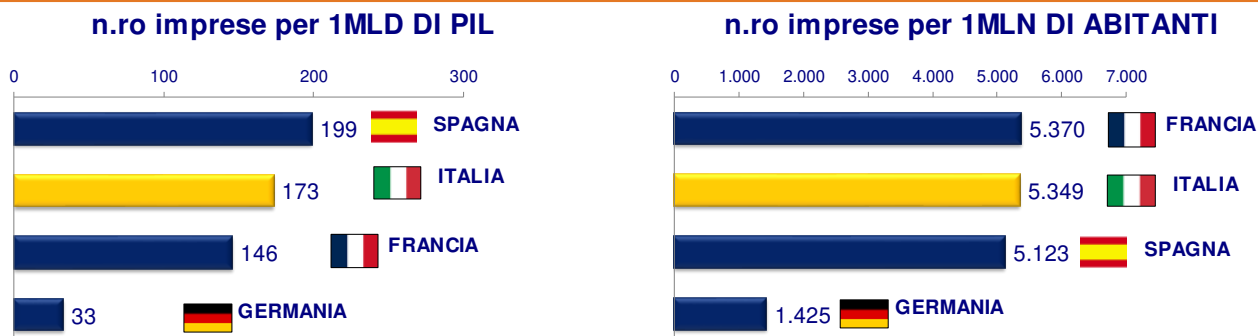 n.ro imprese per 1MLD DI PIL
0 100 200 300
199 SPAGNA
173 ITALIA
146 FRANCIA
33 GERMANIA
n.ro imprese per 1MLN DI ABITANTI
0 1.000 2.000 3.000 4.000 5.000 6.000 7.000
5.370 FRANCIA
5.349 ITALIA
5.123 SPAGNA
1.425 GERMANIA